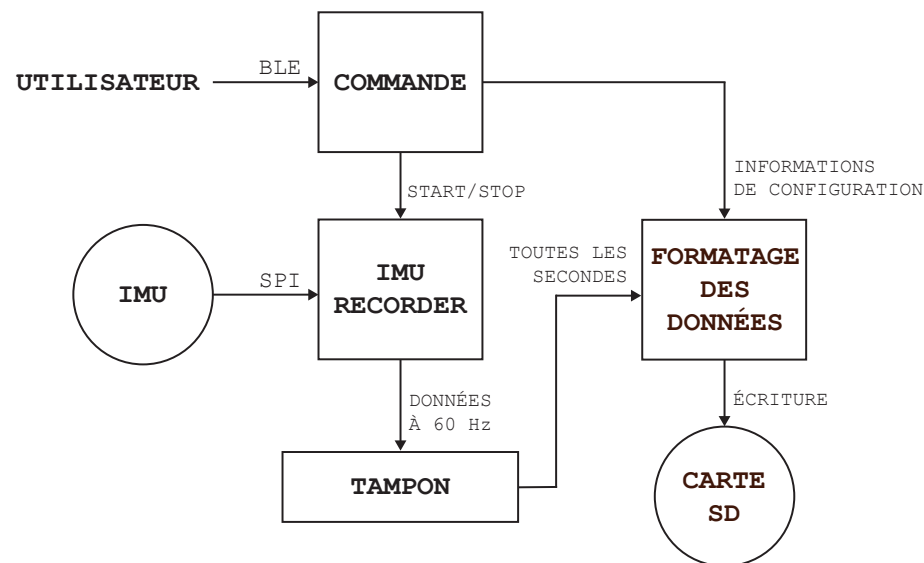 UTILISATEUR
BLE
COMMANDE
INFORMATIONS
DE CONFIGURATION
START/STOP
IMU
SPI
IMU
RECORDER
TOUTES LES
SECONDES
FORMATAGE
DES
DONNÉES
DONNÉES
À 60 Hz
ÉCRITURE
TAMPON
CARTE
SD